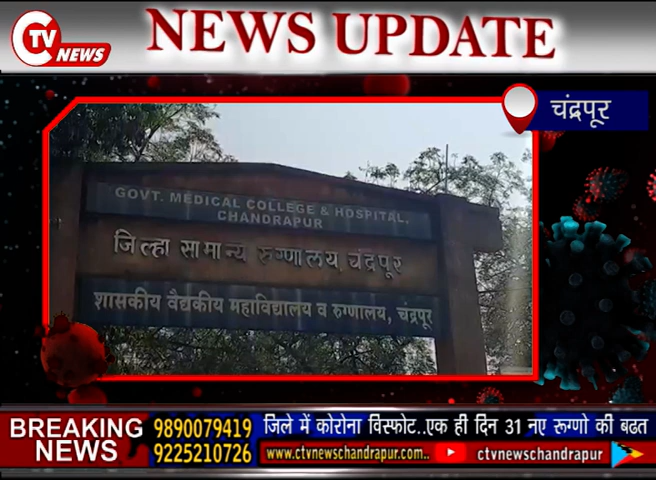 CTV NEWS
NEWS UPDATE
चंद्रपूर
GOVT. MEDICAL COLLEGE & HOSPITAL,
CHANDRAPUR
जिल्हा सामान्य रुग्णालय, चंद्रपूर
शासकीय वैद्यकीय महाविद्यालय व रुग्णालय, चंद्रपूर
BREAKING NEWS
9890079419
9225210726
जिले में कोरोना विस्फोट..एक ही दिन 31 नए रूग्णो की बढत
www.ctvnewschandrapur.com..
ctvnewschandrapur